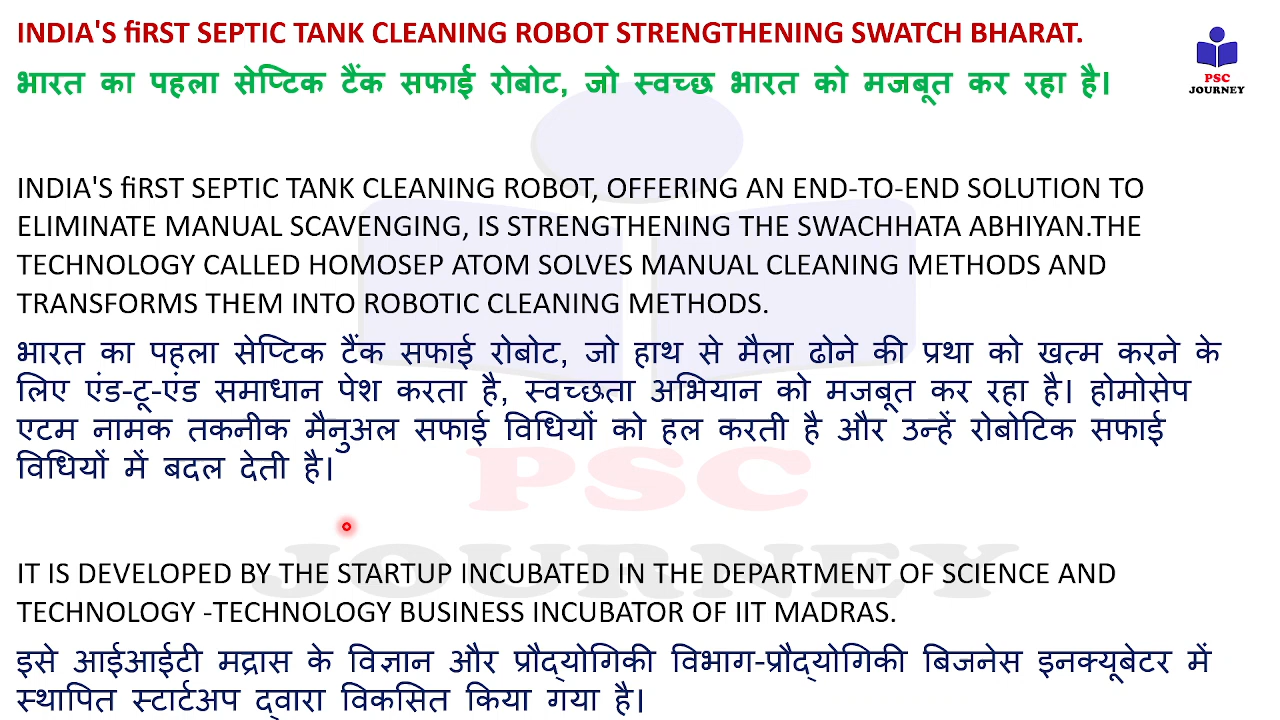 INDIA'S fiRST SEPTIC TANK CLEANING ROBOT STRENGTHENING SWATCH BHARAT.
भारत का पहला सेप्टिक टैंक सफाई रोबोट, जो स्वच्छ भारत को मजबूत कर रहा है।
PSC
JOURNEY
INDIA'S fiRST SEPTIC TANK CLEANING ROBOT, OFFERING AN END-TO-END SOLUTION TO
ELIMINATE MANUAL SCAVENGING, IS STRENGTHENING THE SWACHHATA ABHIYAN.THE
TECHNOLOGY CALLED HOMOSEP ATOM SOLVES MANUAL CLEANING METHODS AND
TRANSFORMS THEM INTO ROBOTIC CLEANING METHODS.
भारत का पहला सेप्टिक टैंक सफाई रोबोट, जो हाथ से मैला ढोने की प्रथा को खत्म करने के
लिए एंड-टू-एंड समाधान पेश करता है, स्वच्छता अभियान को मजबूत कर रहा है। होमोसेप
एटम नामक तकनीक मैनुअल सफाई विधियों को हल करती है और उन्हें रोबोटिक सफाई
विधियों में बदल देती है।
PSC
JOURNEY
IT IS DEVELOPED BY THE STARTUP INCUBATED IN THE DEPARTMENT OF SCIENCE AND
TECHNOLOGY -TECHNOLOGY BUSINESS INCUBATOR OF IIT MADRAS.
इसे आईआईटी मद्रास के विज्ञान और प्रौद्योगिकी विभाग-प्रौद्योगिकी बिजनेस इनक्यूबेटर में
स्थापित स्टार्टअप द्वारा विकसित किया गया है।